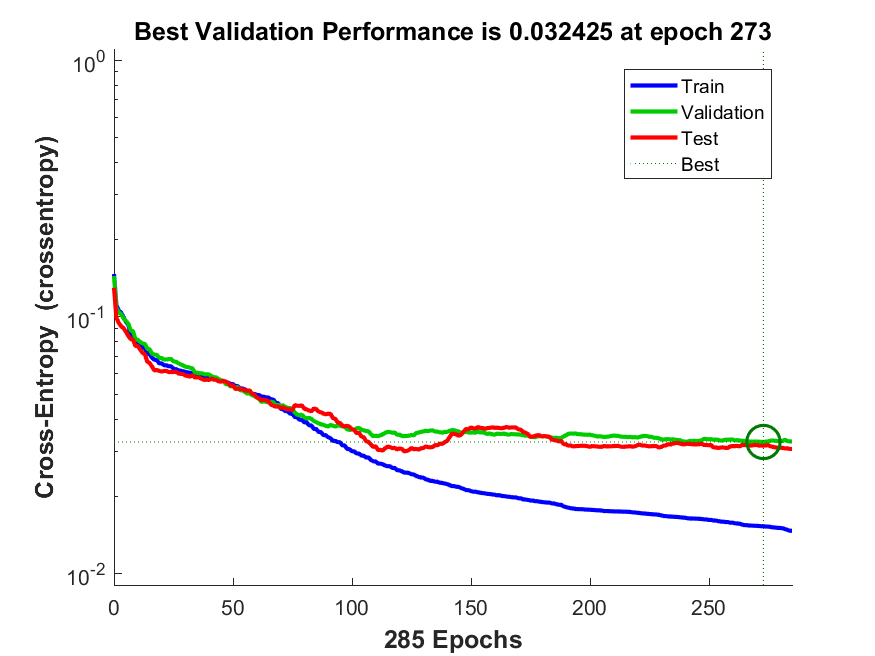 Best Validation Performance is 0.032425 at epoch 273
Train
Validation
Test
Best
Cross-Entropy (crossentropy)
10^0
10^-1
10^-2
0 50 100 150 200 250
285 Epochs